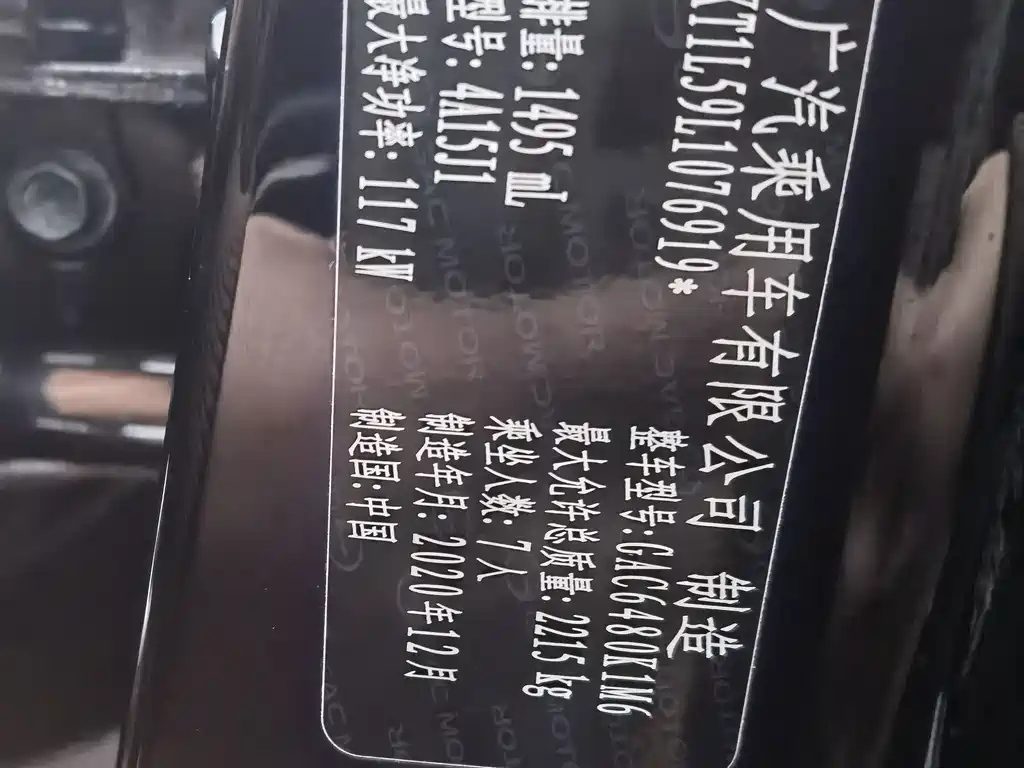 广汽乘用车有限公司 制造
KT1L59L1076919*
整车型号:GAC6480K1M6
排量: 1495 mL
最大允许总质量: 2215 kg
型号: 4A15J1
乘坐人数: 7人
最大净功率: 117 kW
制造年月: 2020年12月
制造国: 中国